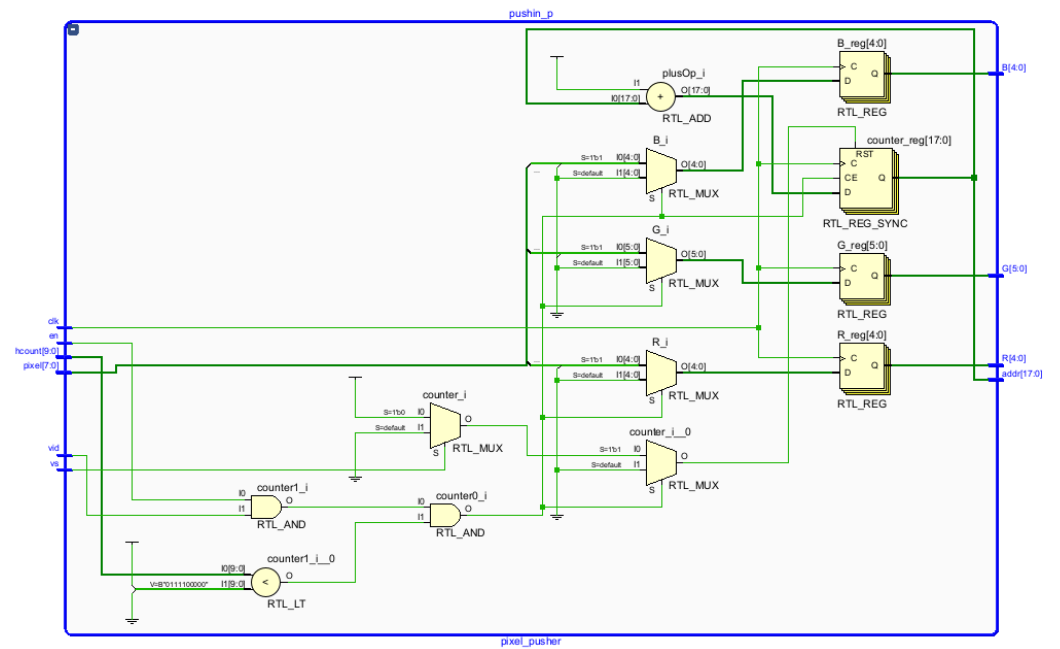 pushin_p
B_reg[4:0]
C
D
Q
RTL_REG
B[4:0]
plusOp_i
I1
I0[17:0]
+
O[17:0]
RTL_ADD
counter_reg[17:0]
RST
C
CE
D
Q
RTL_REG_SYNC
B_i
S=1'b1
I0[4:0]
S=default
I1[4:0]
S
O[4:0]
RTL_MUX
...
G_i
S=1'b1
I0[5:0]
S=default
I1[5:0]
S
O[5:0]
RTL_MUX
...
G_reg[5:0]
C
D
Q
RTL_REG
G[5:0]
clk
en
hcount[9:0]
pixel[7:0]
R_i
S=1'b1
I0[4:0]
S=default
I1[4:0]
S
O[4:0]
RTL_MUX
...
R_reg[4:0]
C
D
Q
RTL_REG
R[4:0]
addr[17:0]
counter_i
S=1'b0
I0
S=default
I1
S
O
RTL_MUX
counter_i__0
S=1'b1
I0
S=default
I1
S
O
RTL_MUX
vid
vs
counter1_i
I0
I1
O
RTL_AND
counter0_i
I0
I1
O
RTL_AND
counter1_i__0
I0[9:0]
V=B"0111100000"
I1[9:0]
<
O
RTL_LT
pixel_pusher